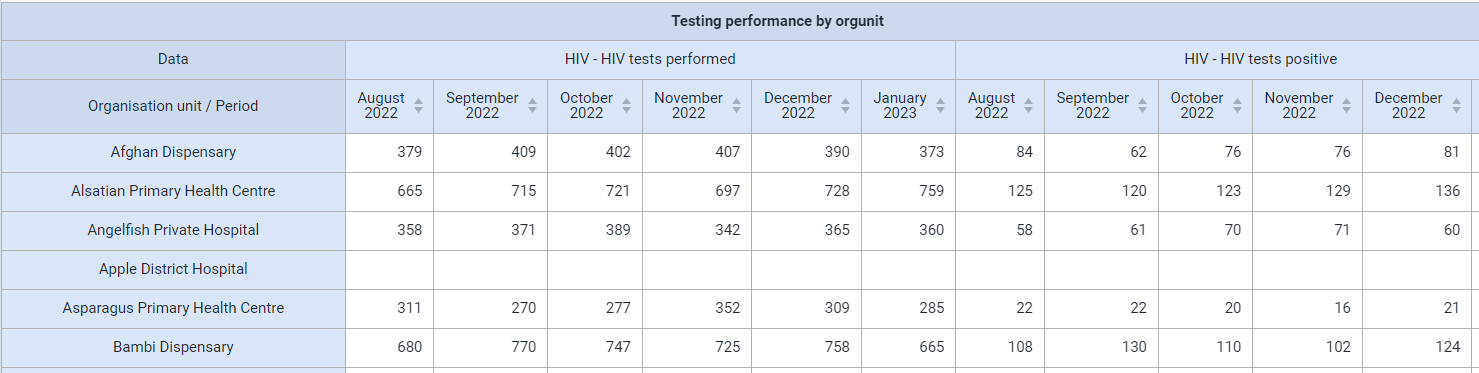 Testing performance by orgunit
Data HIV - HIV tests performed HIV - HIV tests positive
Organisation unit / Period August 2022 September 2022 October 2022 November 2022 December 2022 January 2023 August 2022 September 2022 October 2022 November 2022 December 2022
Afghan Dispensary 379 409 402 407 390 373 84 62 76 76 81
Alsatian Primary Health Centre 665 715 721 697 728 759 125 120 123 129 136
Angelfish Private Hospital 358 371 389 342 365 360 58 61 70 71 60
Apple District Hospital
Asparagus Primary Health Centre 311 270 277 352 309 285 22 22 20 16 21
Bambi Dispensary 680 770 747 725 758 665 108 130 110 102 124